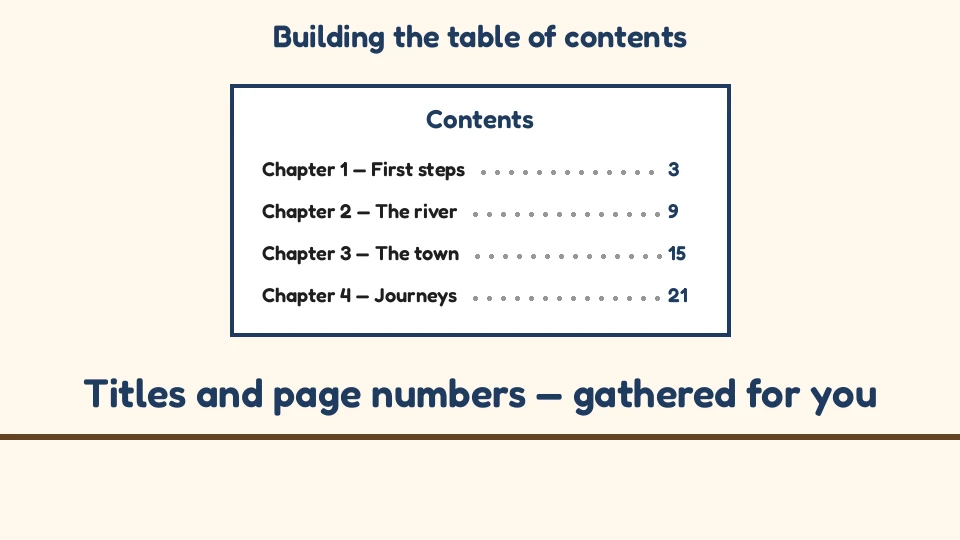 Building the table of contents
Contents
Chapter 1 – First steps . . . . . . . . . . . . . 3
Chapter 2 – The river . . . . . . . . . . . . . . 9
Chapter 3 – The town . . . . . . . . . . . . . . 15
Chapter 4 – Journeys . . . . . . . . . . . . . . 21
Titles and page numbers – gathered for you